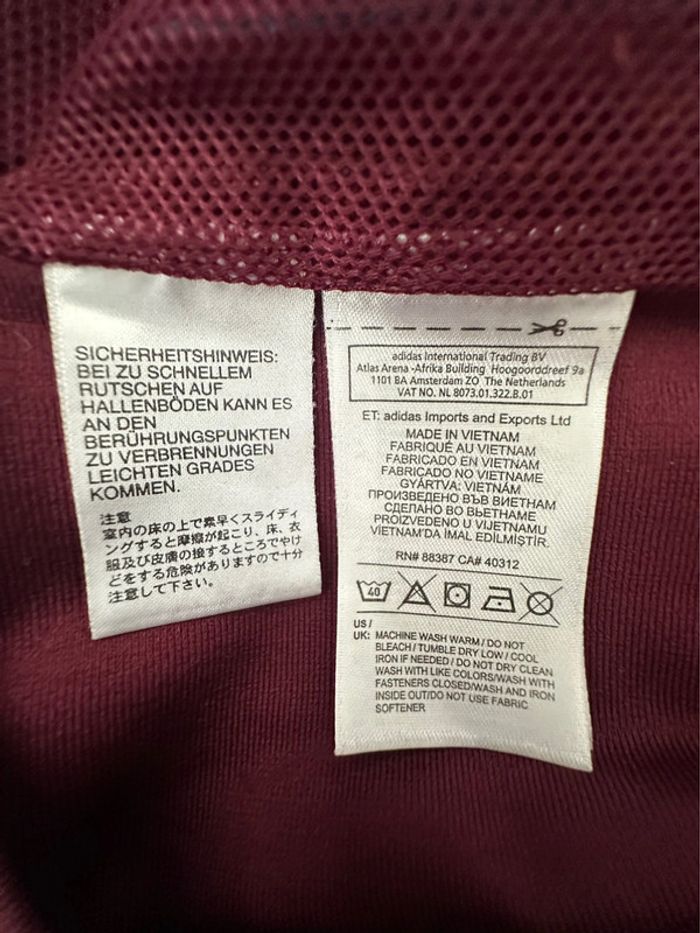 SICHERHEITSHINWEIS:
BEI ZU SCHNELLEM
RUTSCHEN AUF
HALLENBÖDEN KANN ES
AN DEN
BERÜHRUNGSPUNKTEN
ZU VERBRENNUNGEN
LEICHTEN GRADES
KOMMEN.
注意
室内の床の上で素早くスライディ
ングすると摩擦が起こり、床、衣
服及び皮膚の接するところでやけ
どをする危険がありますので十分
注意して下さい。
adidas International Trading BV
Atlas Arena -Afrika Building Hoogoorddreef 9a
1101 BA Amsterdam ZO The Netherlands
VAT NO. NL 8073.01.322.B.01
ET: adidas Imports and Exports Ltd
MADE IN VIETNAM
FABRIQUÉ AU VIETNAM
FABRICADO EN VIETNAM
FABRICADO NO VIETNAME
GYÁRTVA: VIETNÁM
ПРОИЗВЕДЕНО ВЪВ ВИЕТНАМ
СДЕЛАНО ВО ВЬЕТНАМЕ
PROIZVEDENO U VIJETNAMU
VIETNAM'DA İMAL EDİLMİŞTİR.
RN# 88387 CA# 40312
40
US /
UK: MACHINE WASH WARM / DO NOT
BLEACH / TUMBLE DRY LOW / COOL
IRON IF NEEDED / DO NOT DRY CLEAN
WASH WITH LIKE COLORS/WASH WITH
FASTENERS CLOSED/WASH AND IRON
INSIDE OUT/DO NOT USE FABRIC
SOFTENER